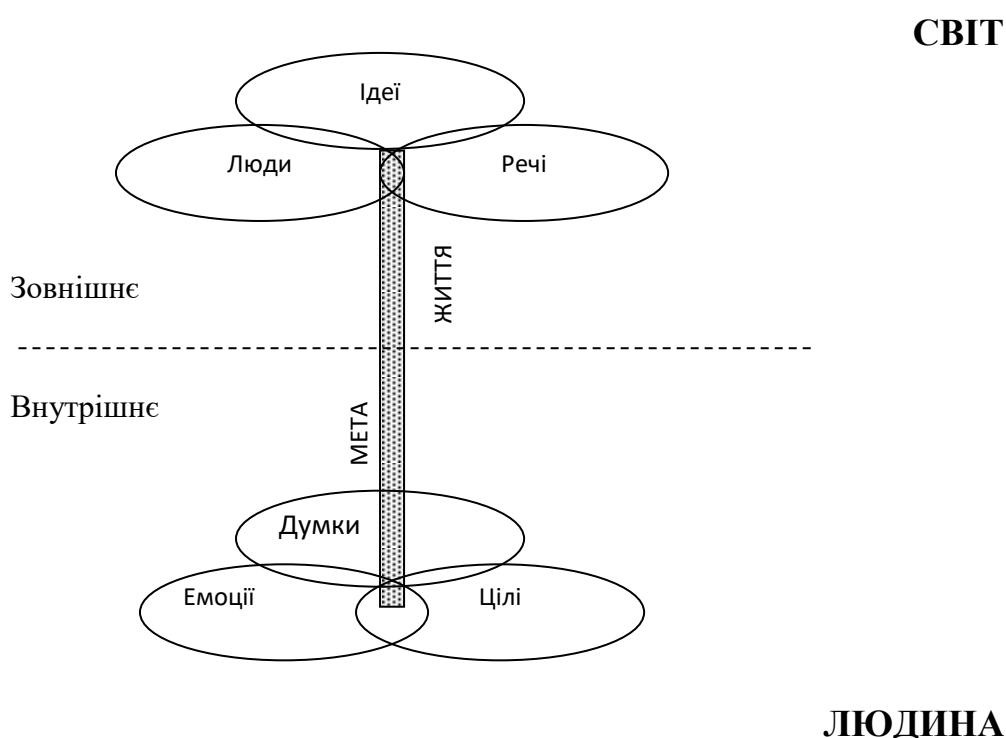 СВІТ
Ідеї
Люди
Речі
ЖИТТЯ
Зовнішнє
Внутрішнє
МЕТА
Думки
Емоції
Цілі
ЛЮДИНА